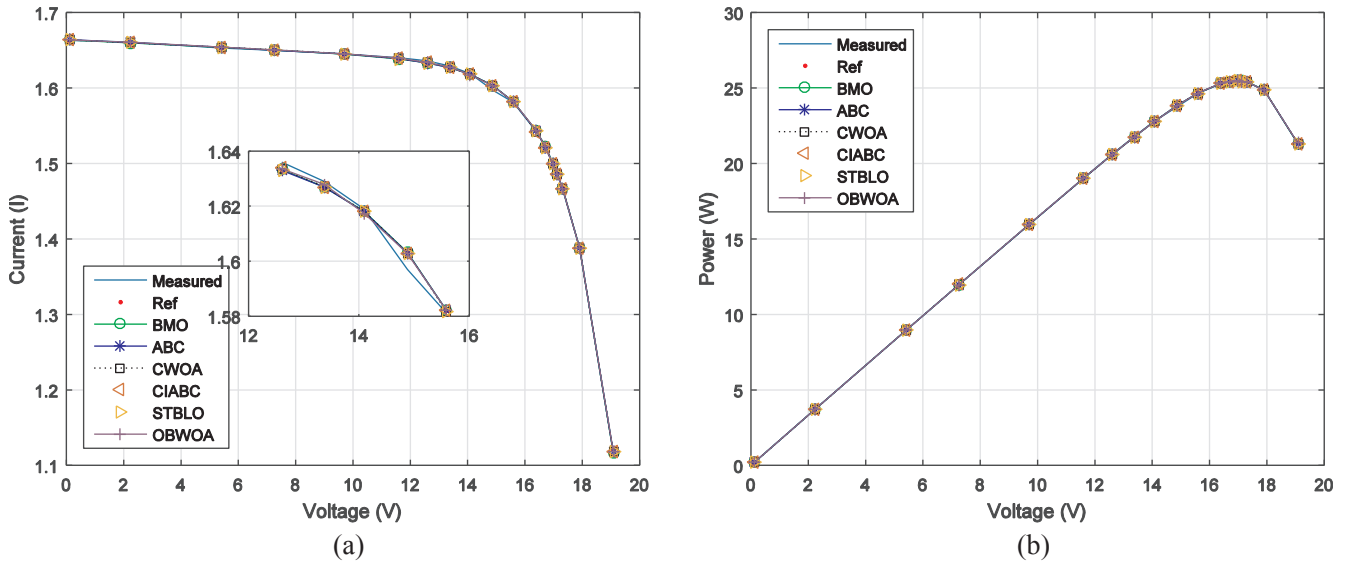 1.7
1.6
1.5
1.4
1.3
1.2
1.1
Current (I)
0 2 4 6 8 10 12 14 16 18 20
Voltage (V)
Measured
Ref
BMO
ABC
CWOA
CIABC
STBLO
OBWOA
1.64
1.62
1.6
1.58
12 14 16
(a)
30
25
20
15
10
5
0
Power (W)
0 2 4 6 8 10 12 14 16 18 20
Voltage (V)
Measured
Ref
BMO
ABC
CWOA
CIABC
STBLO
OBWOA
(b)